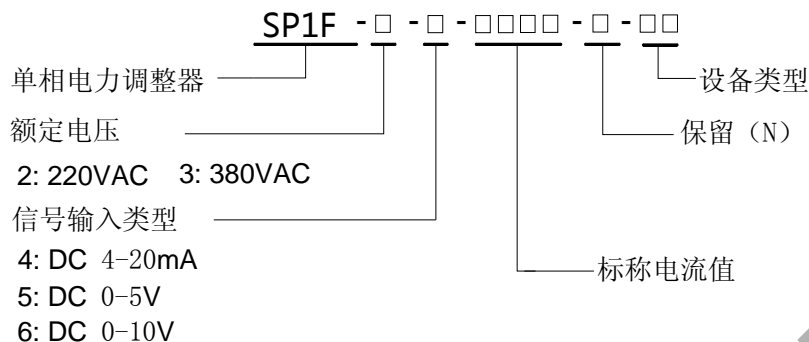 SP1F -□ -□ -□□□□ -□ -□□
单相电力调整器
设备类型
额定电压
保留（N）
2: 220VAC 3: 380VAC
信号输入类型
4: DC 4-20mA
标称电流值
5: DC 0-5V
6: DC 0-10V